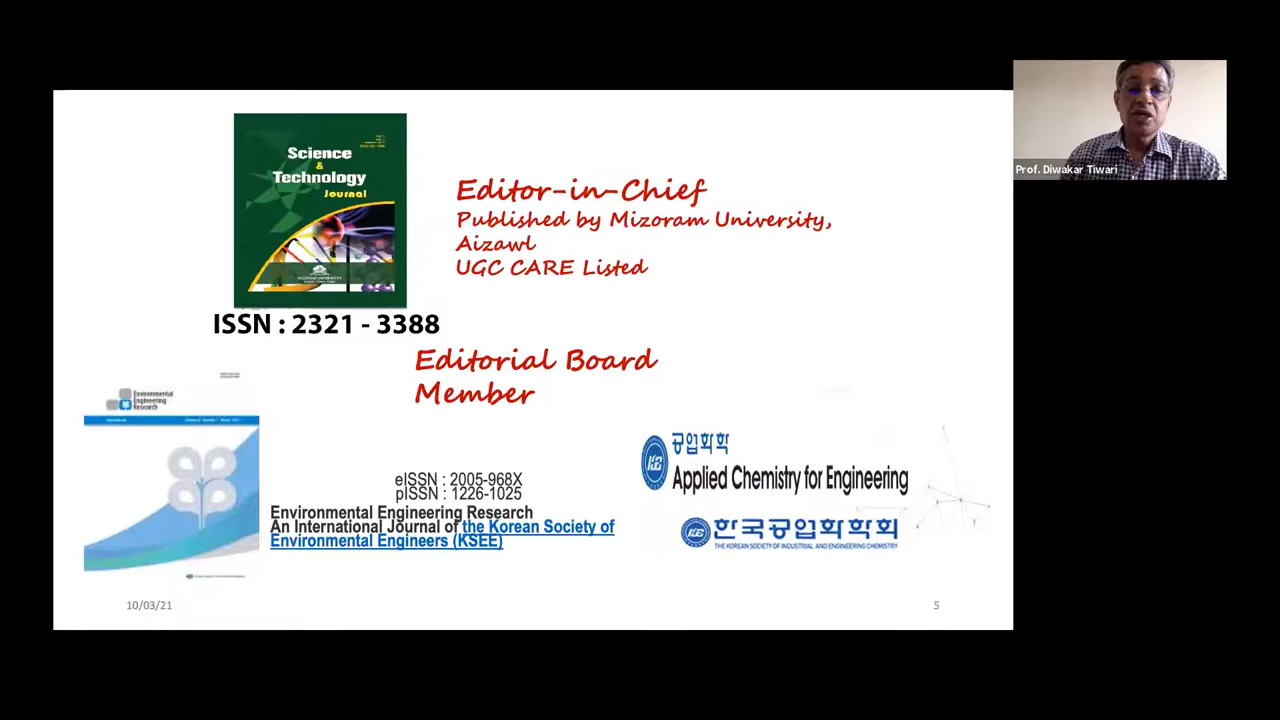 Science
&
Technology
Journal
Editor-in-Chief
Published by Mizoram University,
Aizawl
UGC CARE Listed
ISSN : 2321 - 3388
Editorial Board
Member
Environmental
Engineering
Research
eISSN : 2005-968X
pISSN : 1226-1025
Environmental Engineering Research
An International Journal of the Korean Society of
Environmental Engineers (KSEE)
공업화학
Applied Chemistry for Engineering
한국공업화학회
THE KOREAN SOCIETY OF INDUSTRIAL AND ENGINEERING CHEMISTRY
10/03/21
5
Prof. Diwakar Tiwari